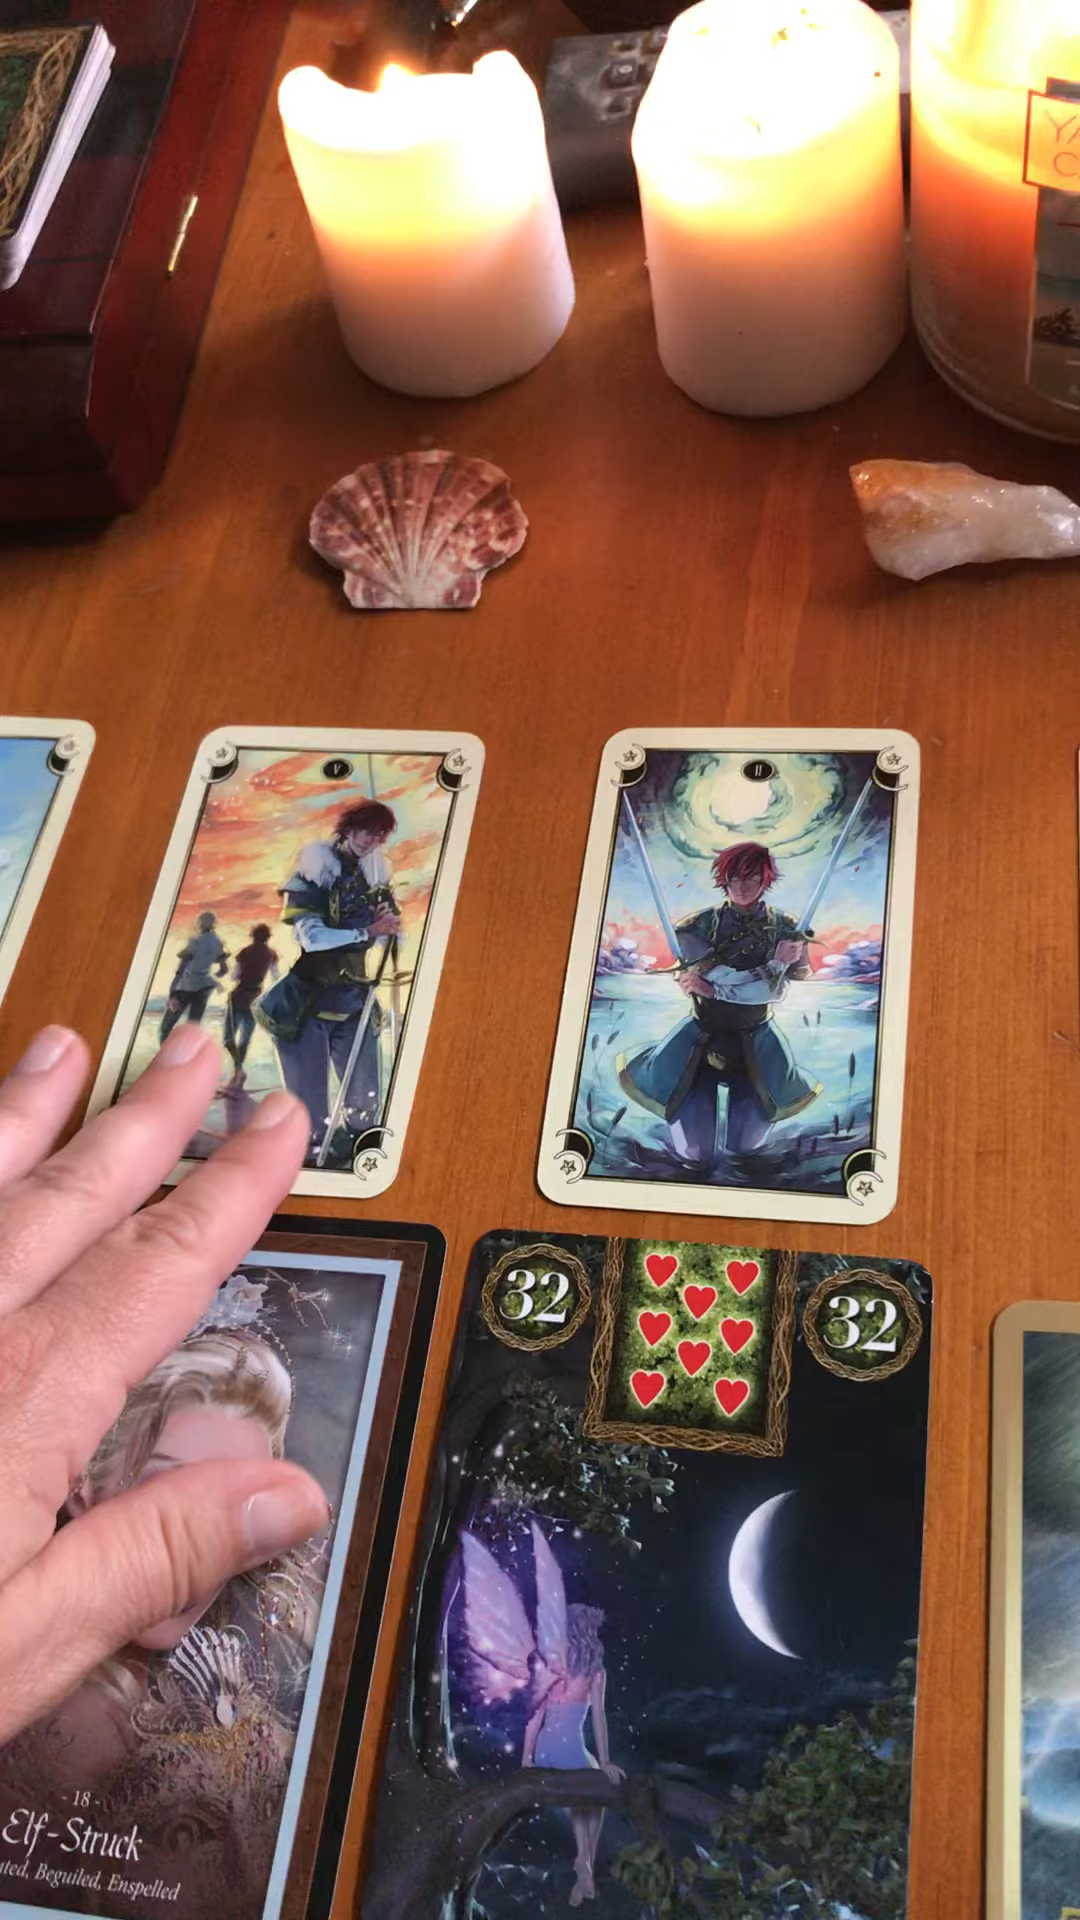 V
II
32
32
- 18 -
Elf-Struck
Beguiled, Enspelled